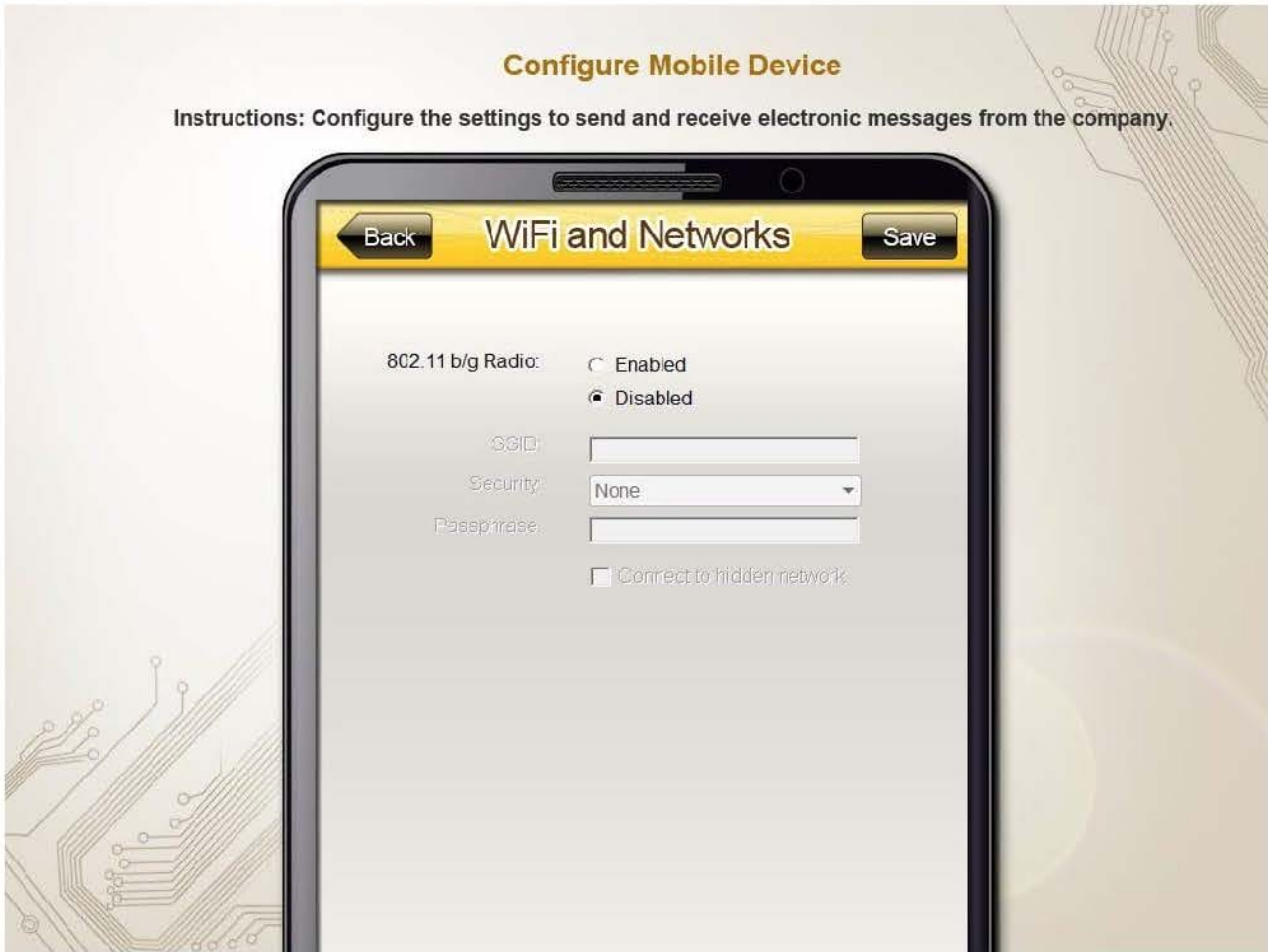 Configure Mobile Device
Instructions: Configure the settings to send and receive electronic messages from the company.
Back WiFi and Networks Save
802.11 b/g Radio: Enabled
Disabled
SSID:
Security: None
Passphrase:
Connect to hidden network